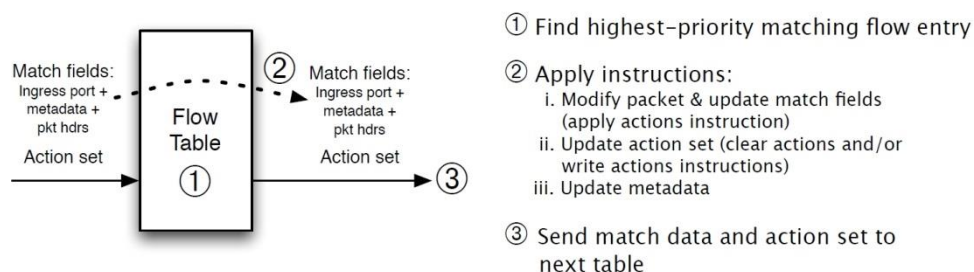 Match fields:
Ingress port +
metadata +
pkt hdrs
Action set
Flow
Table
①
②
Match fields:
Ingress port +
metadata +
pkt hdrs
Action set
③
① Find highest-priority matching flow entry
② Apply instructions:
i. Modify packet & update match fields
(apply actions instruction)
ii. Update action set (clear actions and/or
write actions instructions)
iii. Update metadata
③ Send match data and action set to
next table